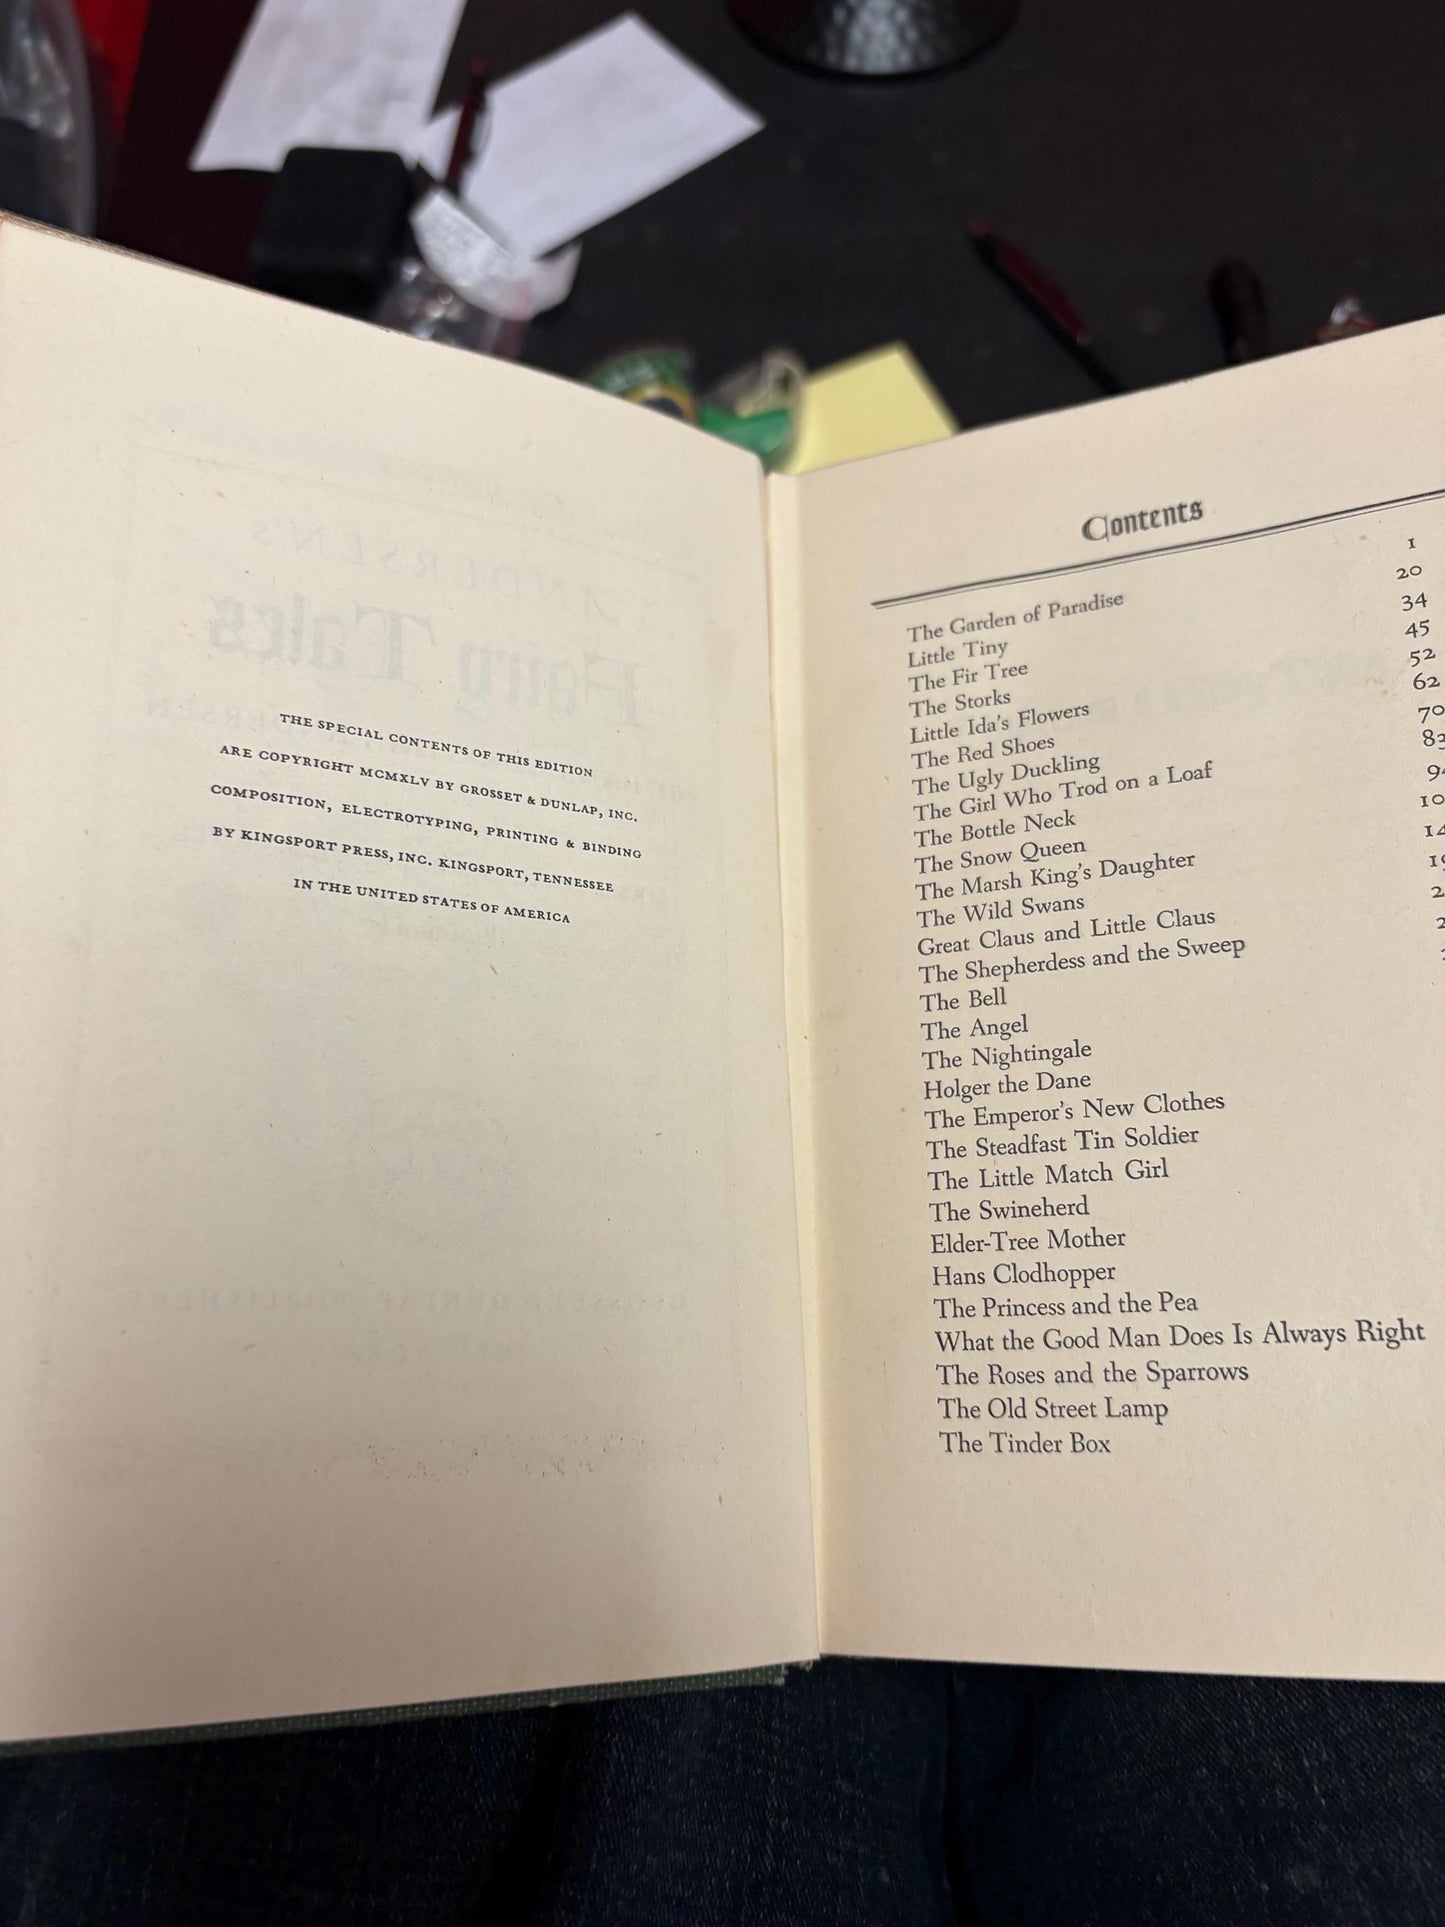 THE SPECIAL CONTENTS OF THIS EDITION
ARE COPYRIGHT MCMXLV BY GROSSET & DUNLAP, INC.
COMPOSITION, ELECTROTYPING, PRINTING & BINDING
BY KINGSPORT PRESS, INC. KINGSPORT, TENNESSEE
IN THE UNITED STATES OF AMERICA
Contents
The Garden of Paradise 1
Little Tiny 20
The Fir Tree 34
The Storks 45
Little Ida's Flowers 52
The Red Shoes 62
The Ugly Duckling 70
The Girl Who Trod on a Loaf
The Bottle Neck
The Snow Queen
The Marsh King's Daughter
The Wild Swans
Great Claus and Little Claus
The Shepherdess and the Sweep
The Bell
The Angel
The Nightingale
Holger the Dane
The Emperor's New Clothes
The Steadfast Tin Soldier
The Little Match Girl
The Swineherd
Elder-Tree Mother
Hans Clodhopper
The Princess and the Pea
What the Good Man Does Is Always Right
The Roses and the Sparrows
The Old Street Lamp
The Tinder Box